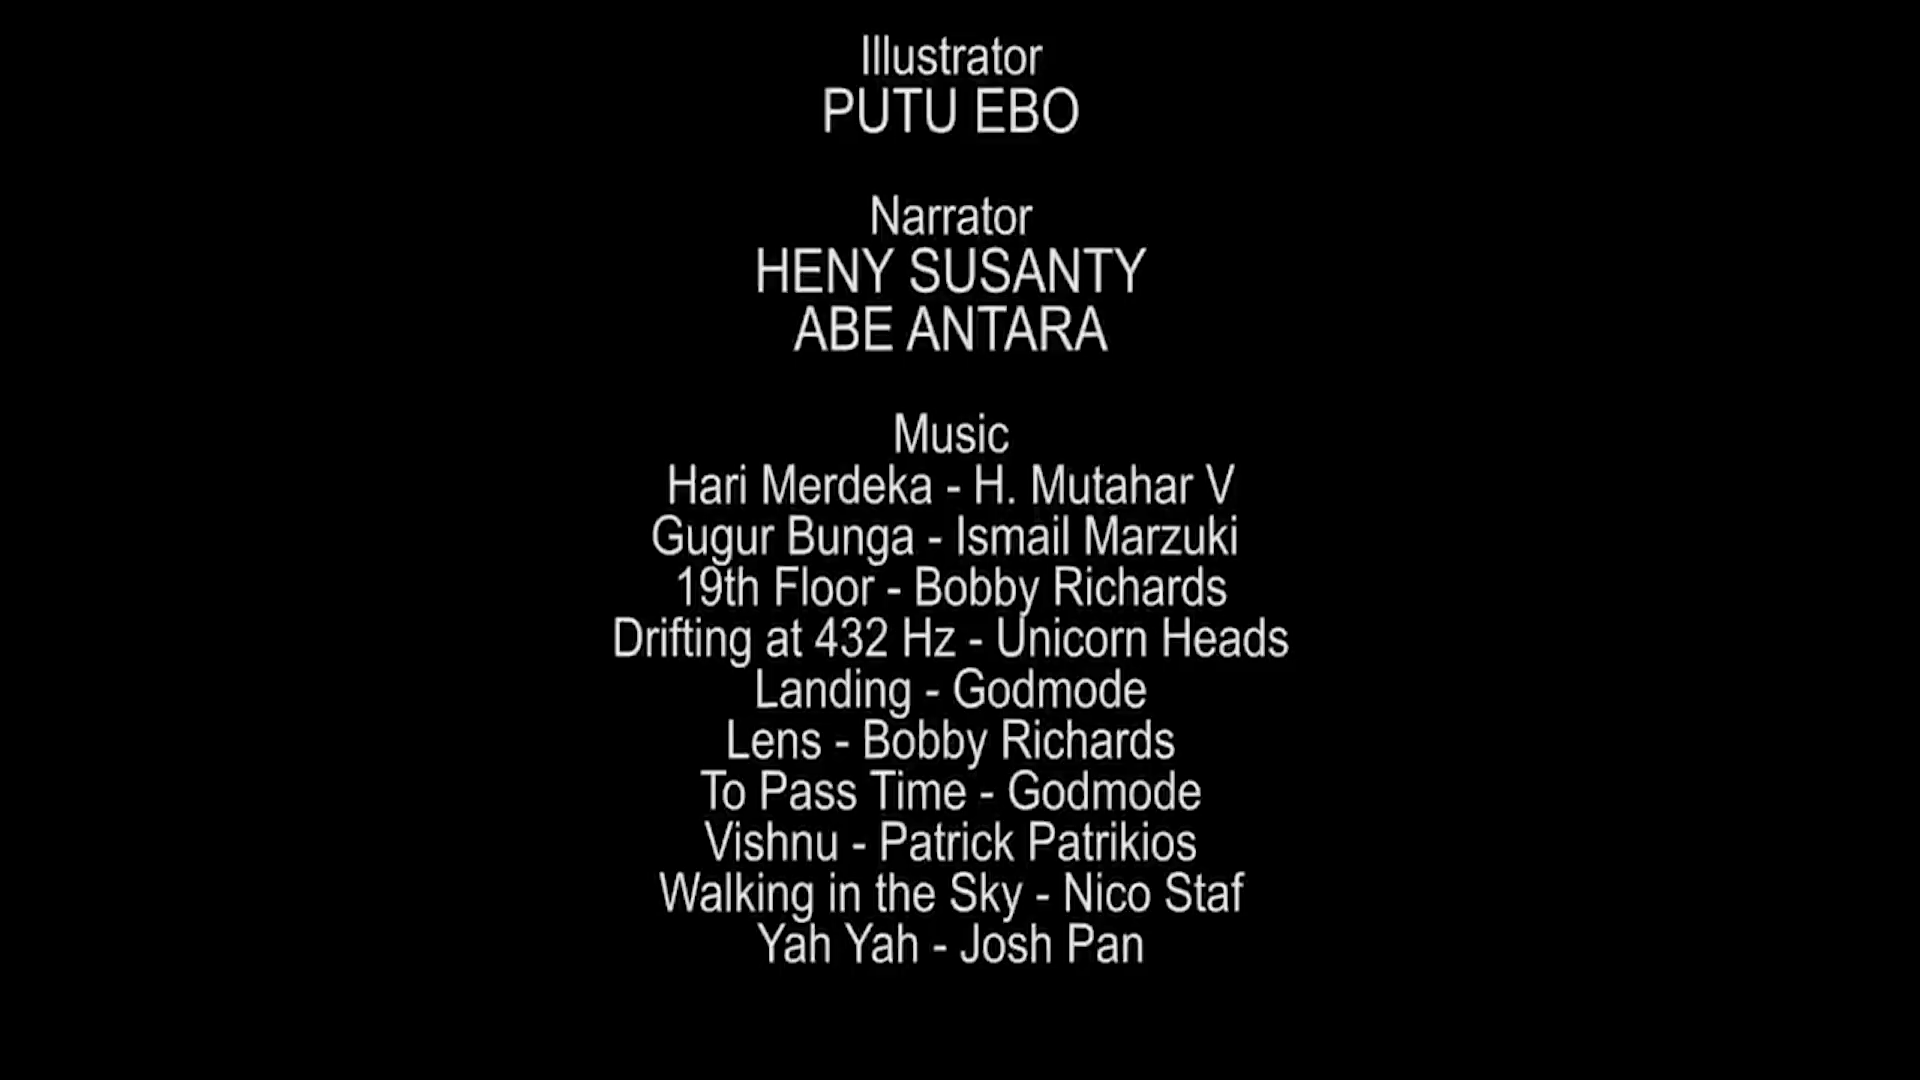 Illustrator
PUTU EBO
Narrator
HENY SUSANTY
ABE ANTARA
Music
Hari Merdeka - H. Mutahar V
Gugur Bunga - Ismail Marzuki
19th Floor - Bobby Richards
Drifting at 432 Hz - Unicorn Heads
Landing - Godmode
Lens - Bobby Richards
To Pass Time - Godmode
Vishnu - Patrick Patrikios
Walking in the Sky - Nico Staf
Yah Yah - Josh Pan